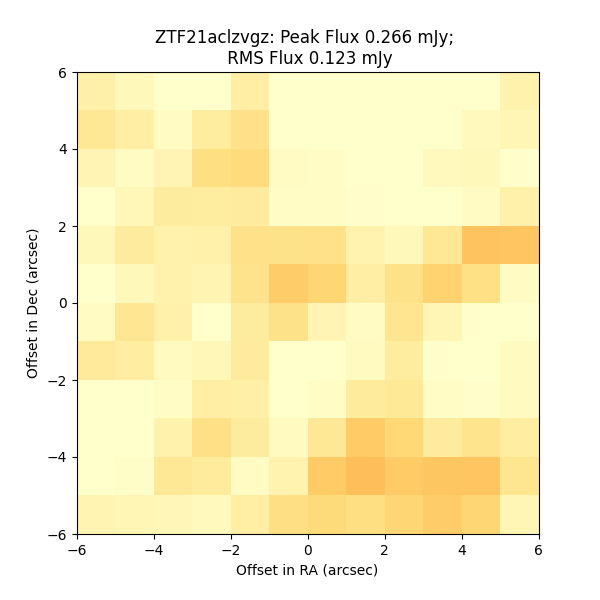 ZTF21aclzvgz: Peak Flux 0.266 mJy;
RMS Flux 0.123 mJy
6
4
2
0
−2
−4
−6
Offset in Dec (arcsec)
−6 −4 −2 0 2 4 6
Offset in RA (arcsec)